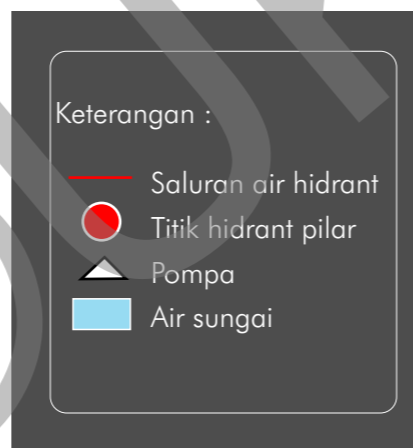 Keterangan :
Saluran air hidrant
Titik hidrant pilar
Pompa
Air sungai